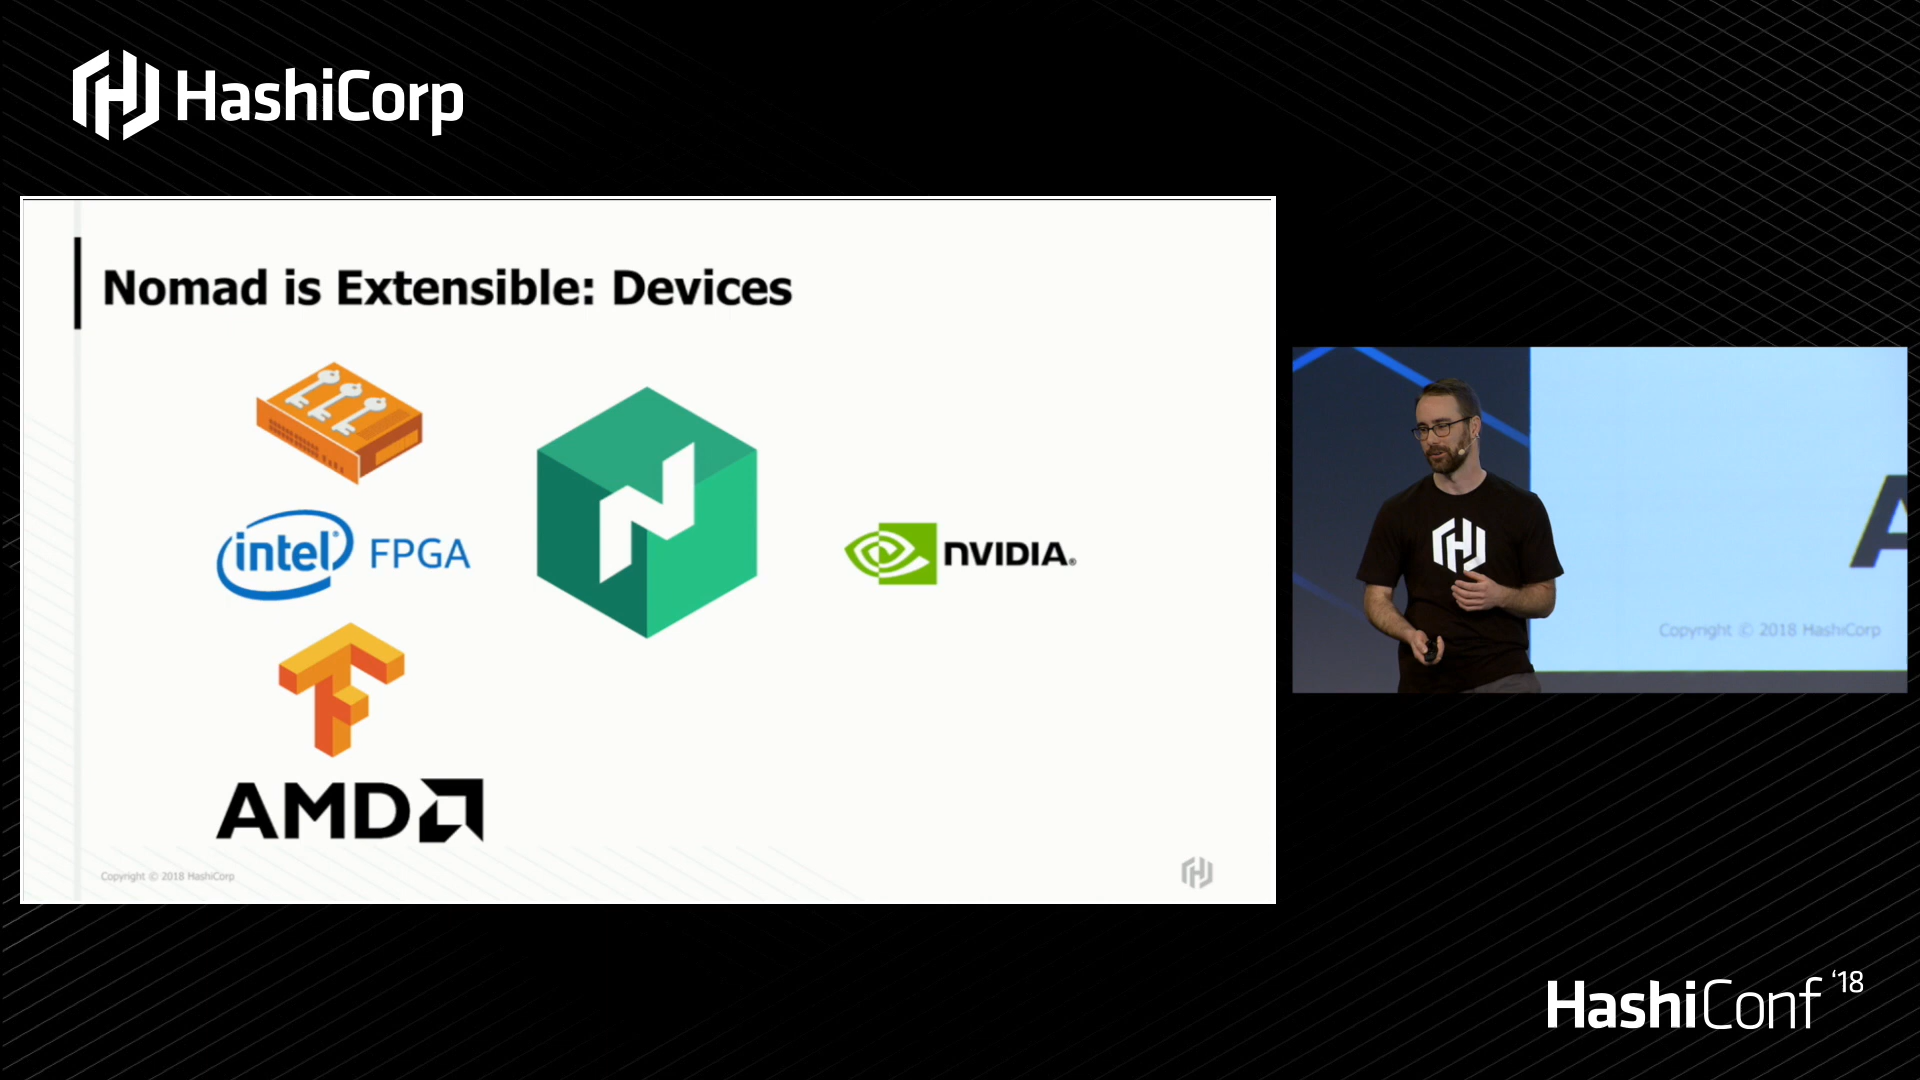 HashiCorp
Nomad is Extensible: Devices
intel® FPGA
NVIDIA®
AMD
Copyright © 2018 HashiCorp
A
Copyright © 2018 HashiCorp
HashiConf '18